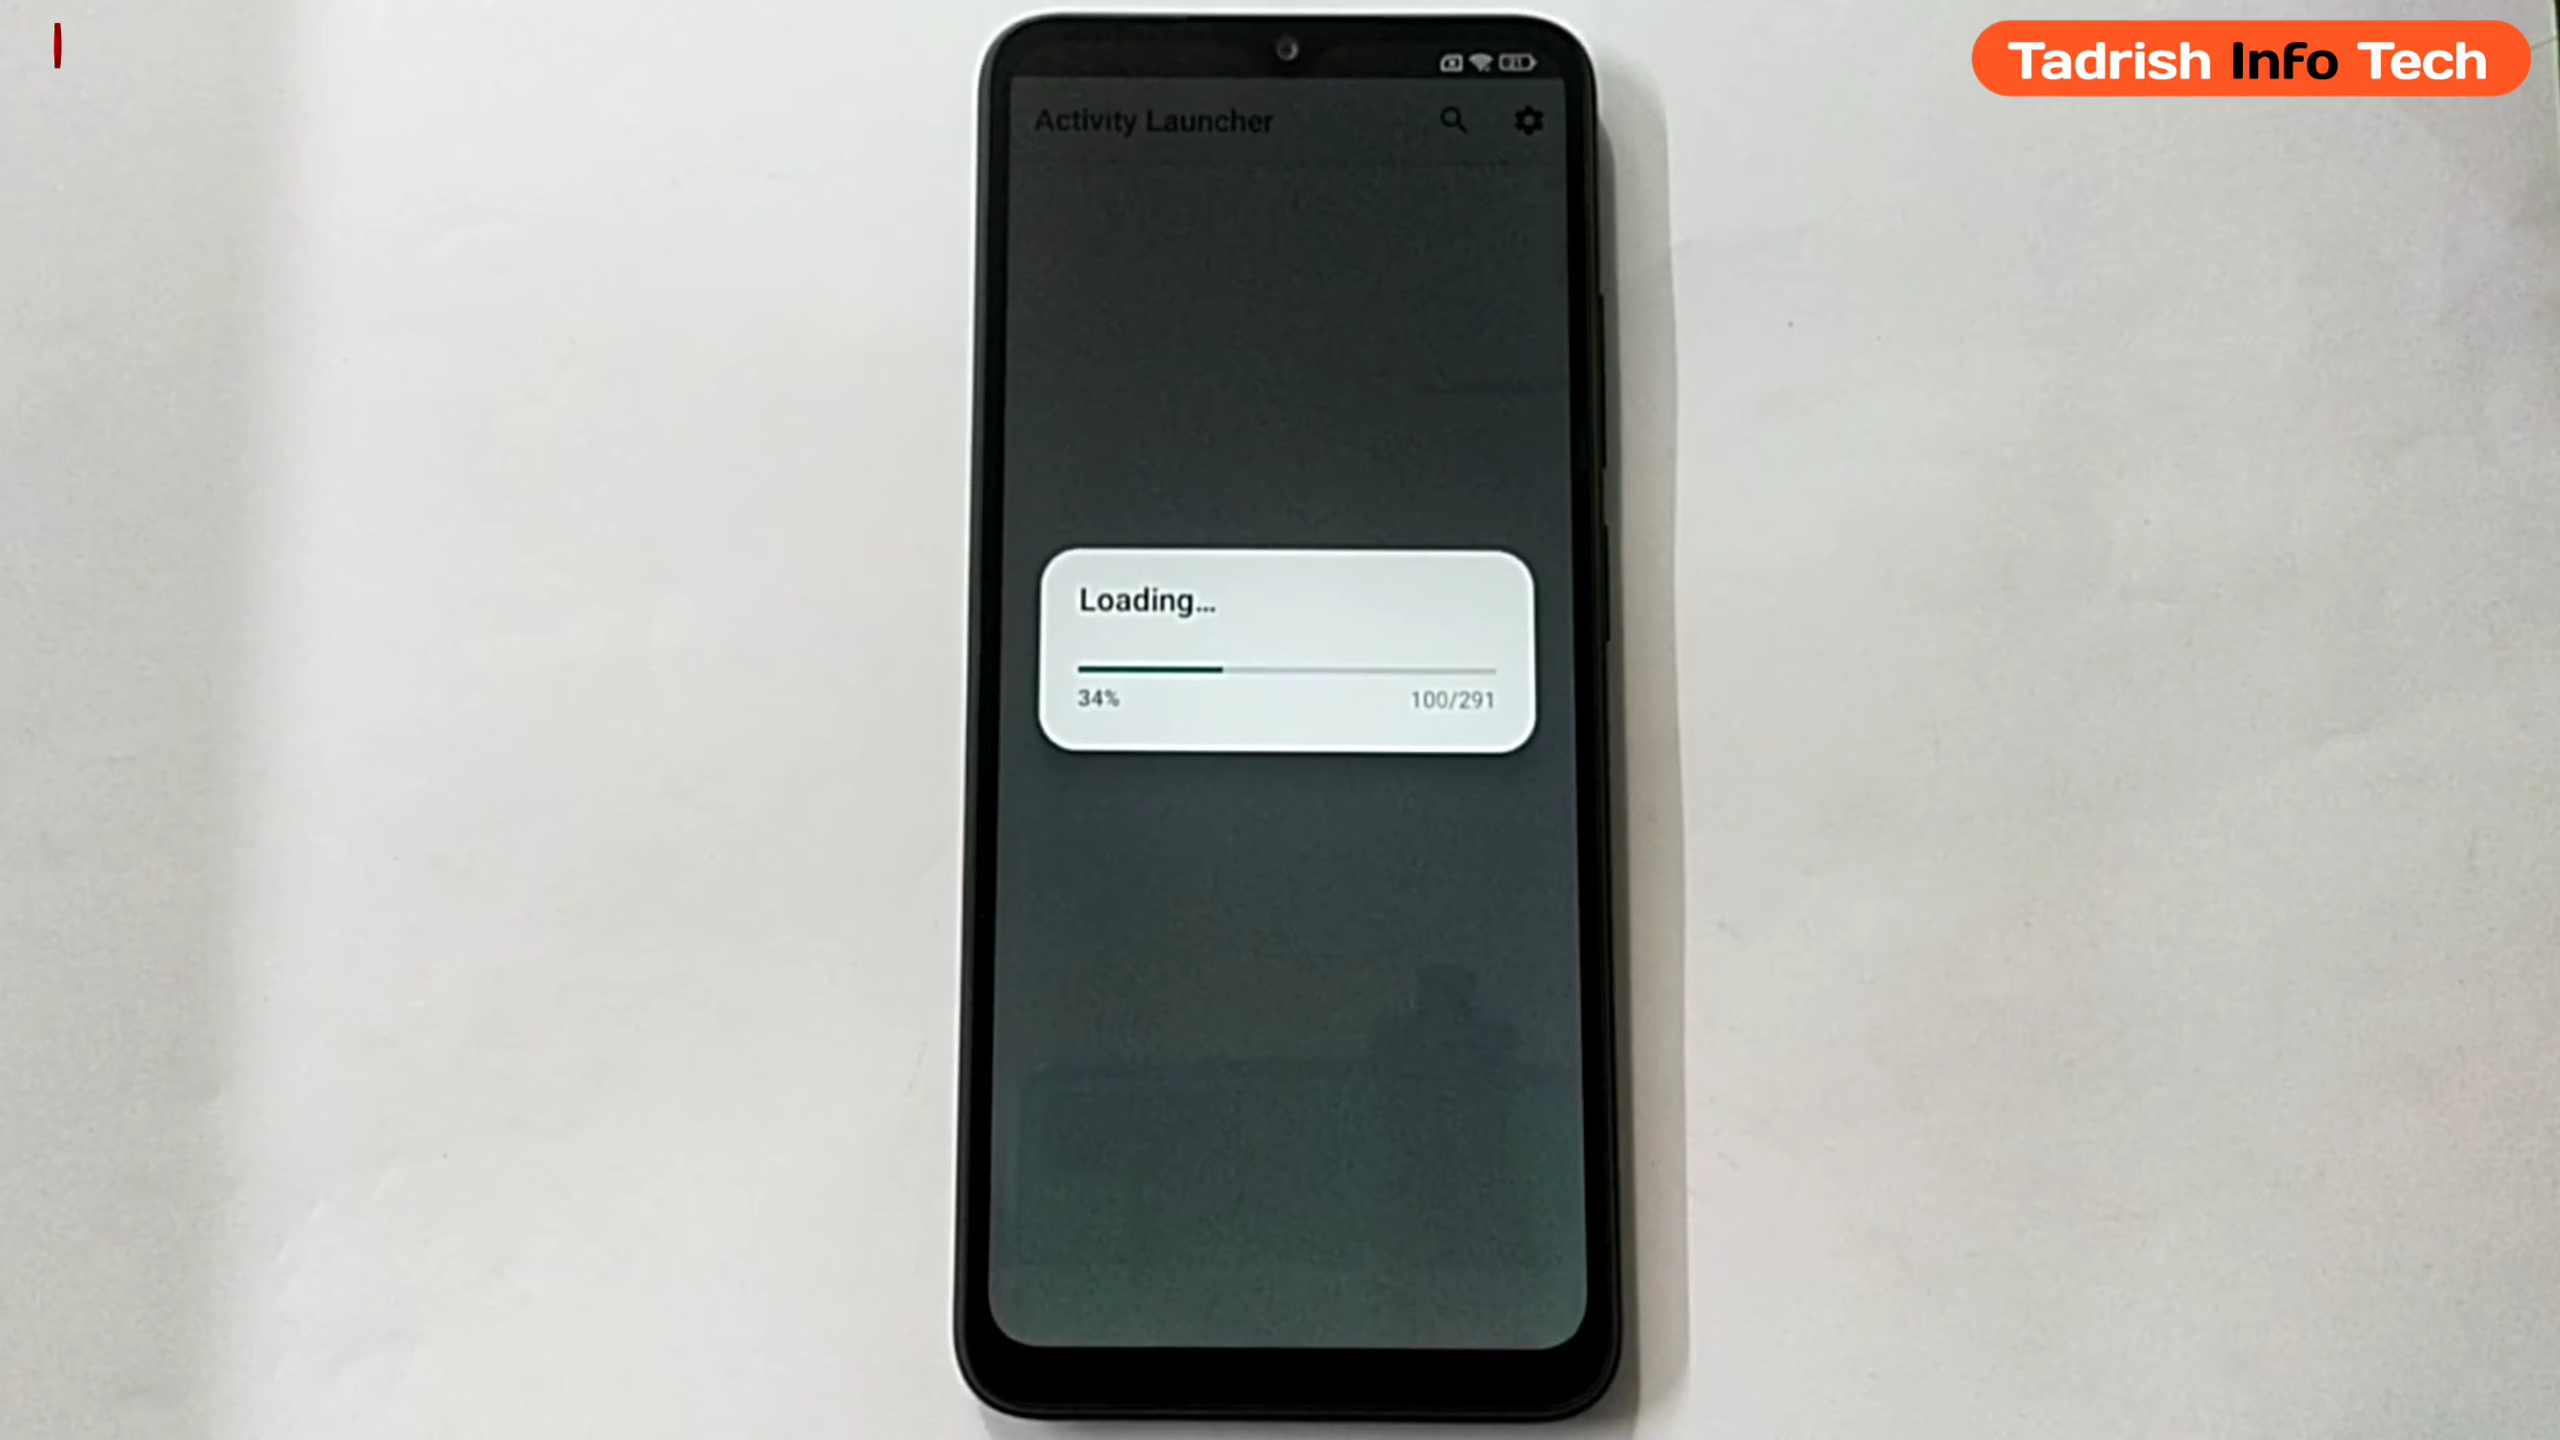 Tadrish Info Tech
Activity Launcher
Loading...
34%
100/291